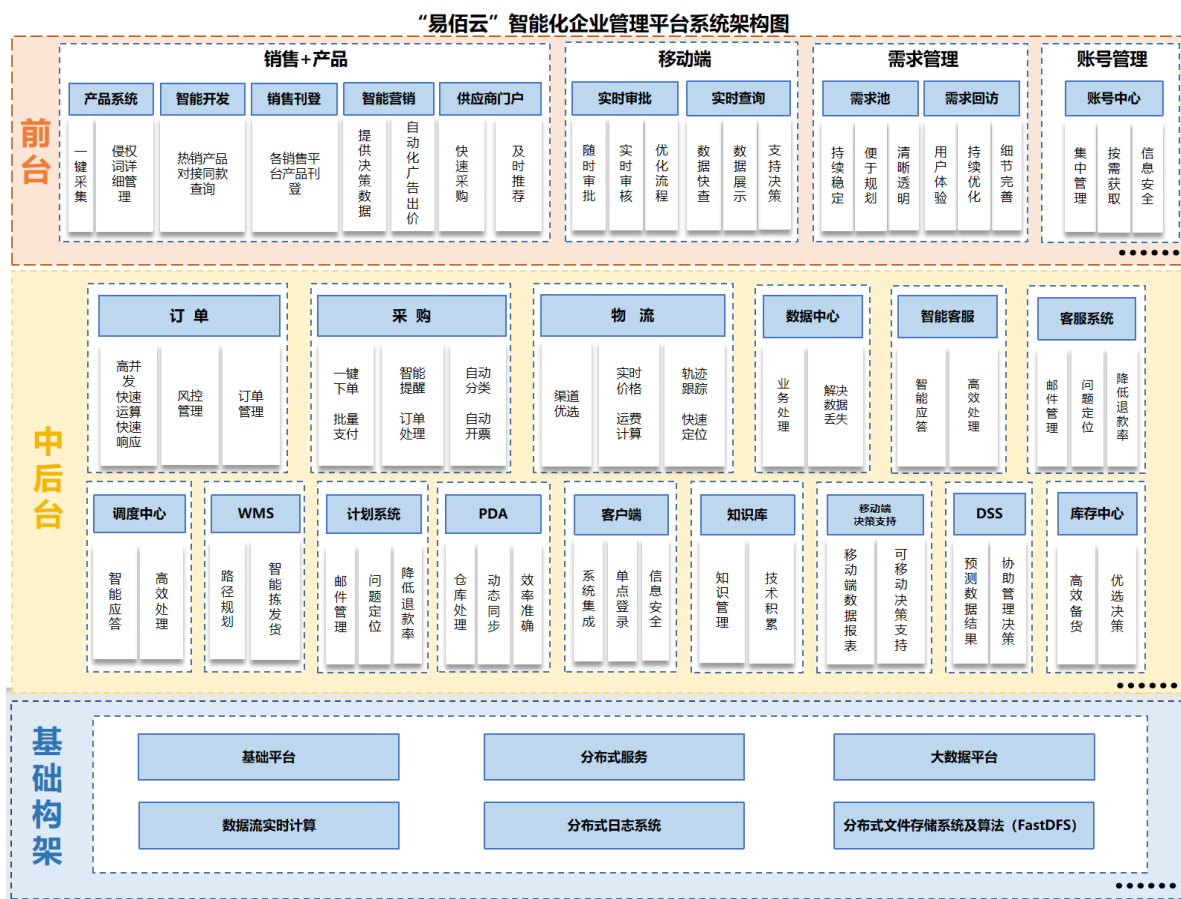 “易佰云”智能化企业管理平台系统架构图
前台
销售+产品
产品系统
一键采集
侵权
词详
细管
理
智能开发
热销产品
对接同款
查询
销售刊登
各销售平
台产品刊
登
智能营销
提供决策数据
自动化广告出价
供应商门户
快速采购
及时推荐
移动端
实时审批
随时审批
实时审核
优化流程
实时查询
数据快查
数据展示
支持决策
需求管理
需求池
持续稳定
便于规划
清晰透明
需求回访
用户体验
持续优化
细节完善
账号管理
账号中心
集中管理
按需获取
信息安全
中后台
订 单
高并
发
快速
运算
快速
响应
风控
管理
订单
管理
采 购
一键
下单
批量
支付
智能
提醒
订单
处理
自动
分类
自动
开票
物 流
渠道
优选
实时
价格
运费
计算
轨迹
跟踪
快速
定位
数据中心
业务处理
解决
数据
丢失
智能客服
智能应答
高效处理
客服系统
邮件管理
问题定位
降低退款率
调度中心
智能应答
高效处理
WMS
路径规划
智能拣发货
计划系统
邮件管理
问题定位
降低退款率
PDA
仓库处理
动态同步
效率准确
客户端
系统集成
单点登录
信息安全
知识库
知识管理
技术积累
移动端
决策支持
移动端数据报表
可移动决策支持
DSS
预测数据结果
协助管理决策
库存中心
高效备货
优选决策
基础构架
基础平台
分布式服务
大数据平台
数据流实时计算
分布式日志系统
分布式文件存储系统及算法（FastDFS）